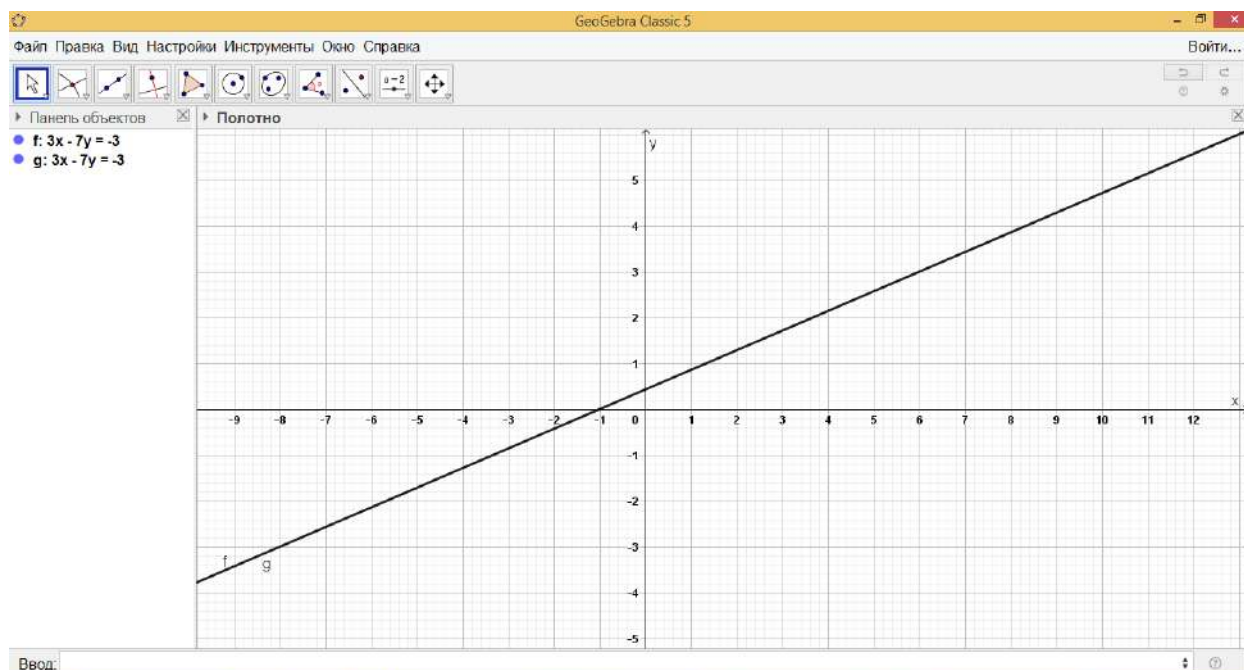 GeoGebra Classic 5
Файл Правка Вид Настройки Инструменты Окно Справка Войти...
a=2
Панель объектов Полотно
f: 3x - 7y = -3
g: 3x - 7y = -3
y
5
4
3
2
1
x
-9 -8 -7 -6 -5 -4 -3 -2 -1 0 1 2 3 4 5 6 7 8 9 10 11 12
-1
-2
-3
f g
-4
-5
Ввод: